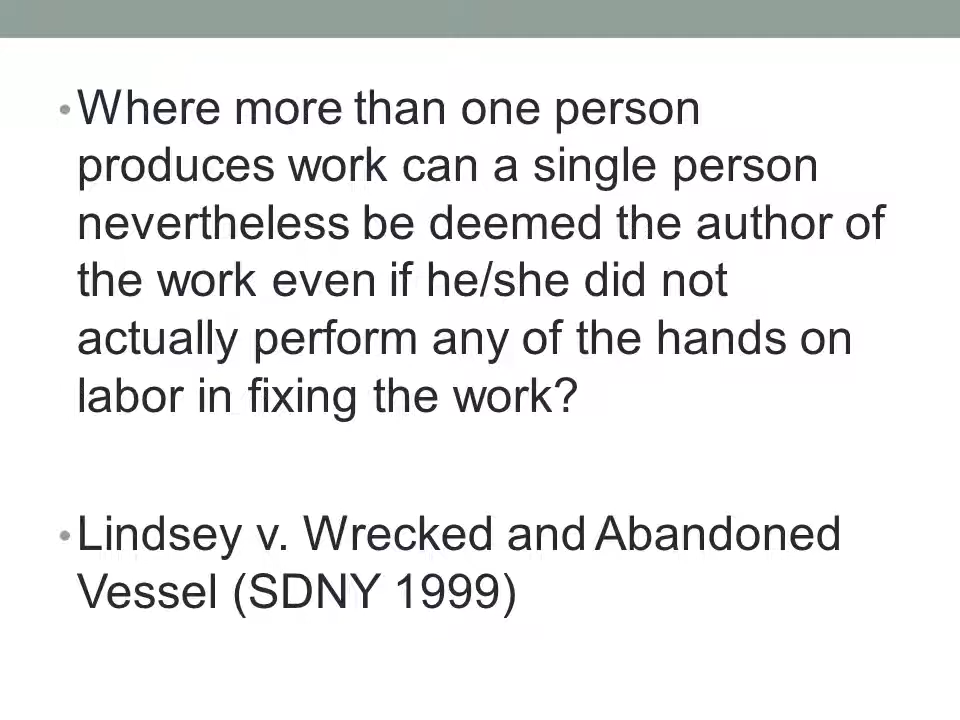 •Where more than one person
produces work can a single person
nevertheless be deemed the author of
the work even if he/she did not
actually perform any of the hands on
labor in fixing the work?
•Lindsey v. Wrecked and Abandoned
Vessel (SDNY 1999)